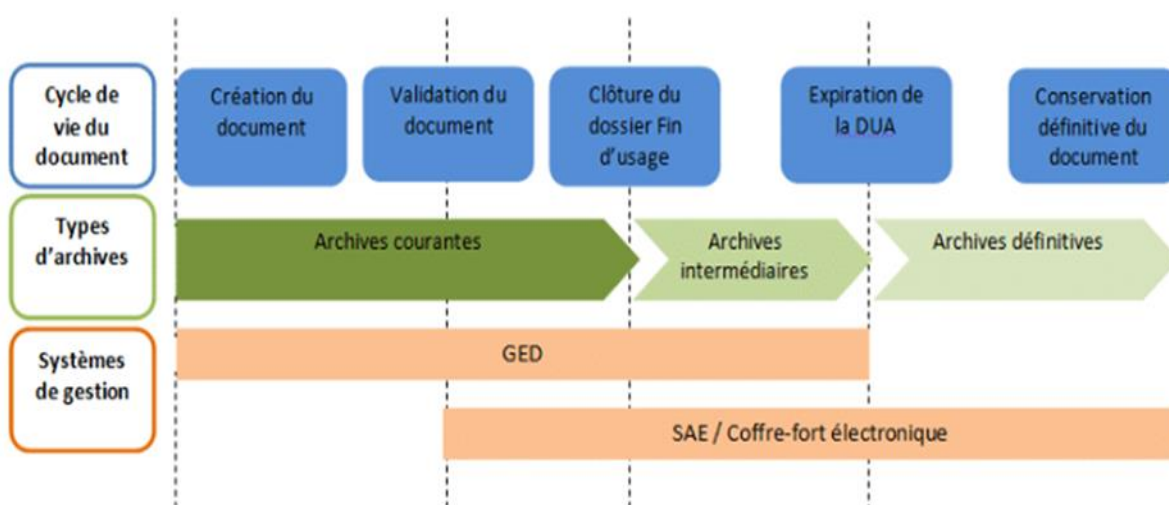 Cycle de
vie du
document
Création du
document
Validation du
document
Clôture du
dossier Fin
d'usage
Expiration de
la DUA
Conservation
définitive du
document
Types
d'archives
Archives courantes
Archives
intermédiaires
Archives définitives
Systèmes
de gestion
GED
SAE / Coffre-fort électronique